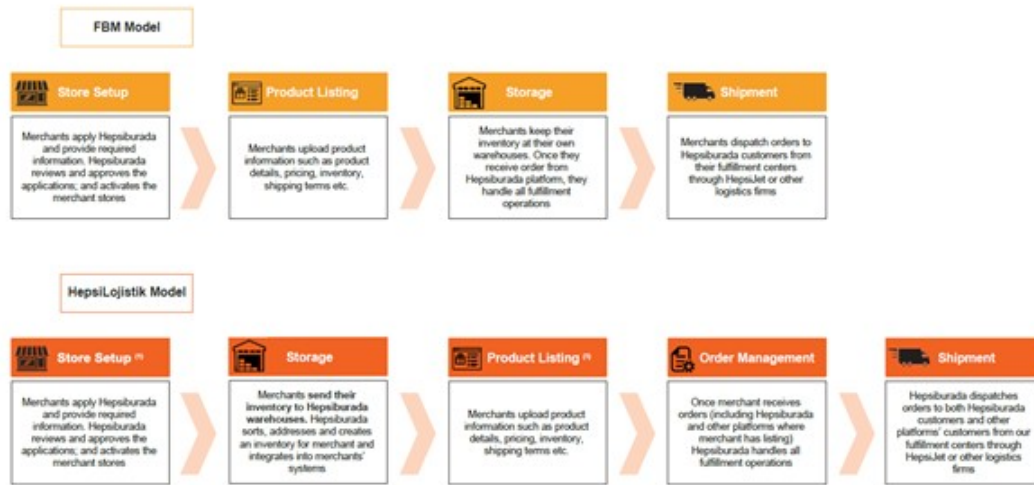 FBM Model
Store Setup
Product Listing
Storage
Shipment
Merchants apply Hepsiburada
and provide required
information. Hepsiburada
reviews and approves the
applications; and activates the
merchant stores
Merchants upload product
information such as product
details, pricing, inventory,
shipping terms etc.
Merchants keep their
inventory at their own
warehouses. Once they
receive order from
Hepsiburada platform, they
handle all fulfillment
operations
Merchants dispatch orders to
Hepsiburada customers from
their fulfillment centers
through HepsiJet or other
logistics firms
HepsiLojistik Model
Store Setup
Storage
Product Listing
Order Management
Shipment
Merchants apply Hepsiburada
and provide required
information. Hepsiburada
reviews and approves the
applications; and activates the
merchant stores
Merchants send their
inventory to Hepsiburada
warehouses. Hepsiburada
sorts, addresses and creates
an inventory for merchant and
integrates into merchants'
systems
Merchants upload product
information such as product
details, pricing, inventory,
shipping terms etc.
Once merchant receives
orders (including Hepsiburada
and other platforms where
merchant has listing)
Hepsiburada handles all
fulfillment operations
Hepsiburada dispatches
orders to both Hepsiburada
customers and other
platforms' customers from our
fulfillment centers through
HepsiJet or other logistics
firms